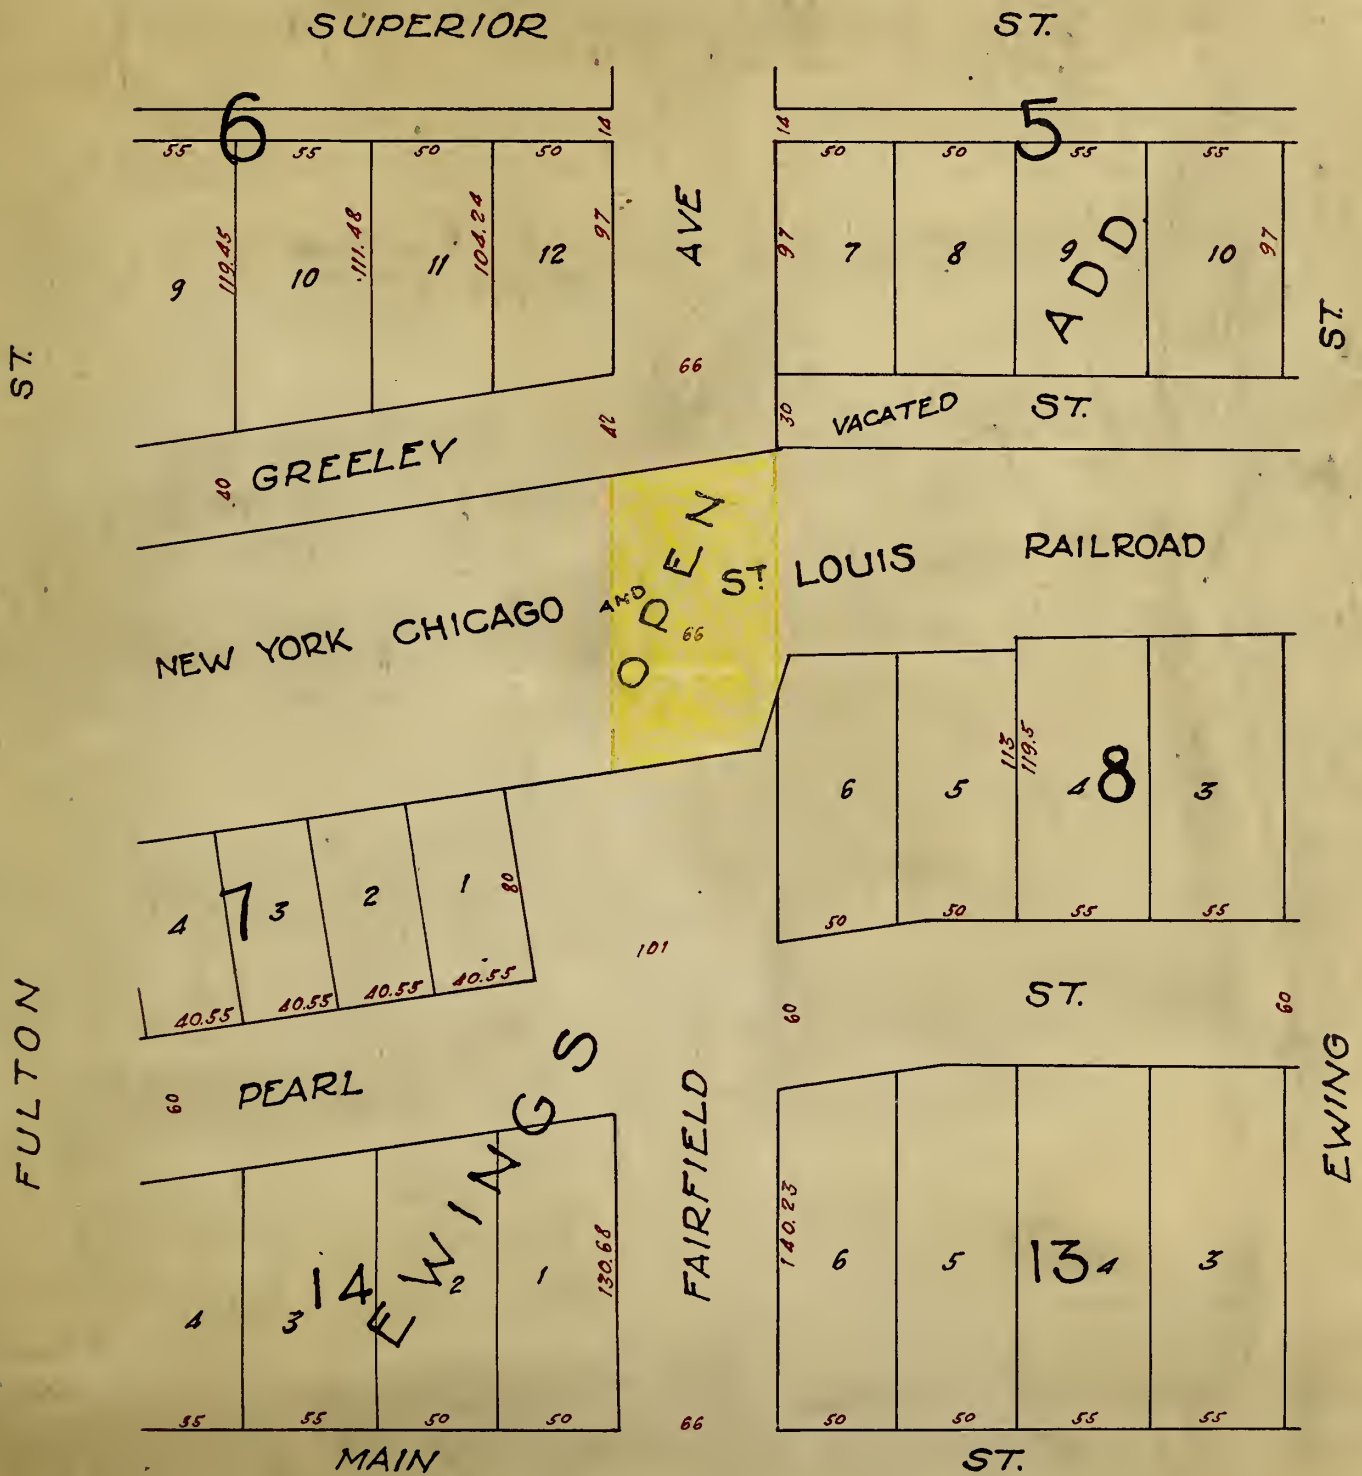 SUPERIOR ST.
6 5
14 14
55 55 50 50 50 50 55 55
119.45 111.48 104.24 97 97 97
9 10 11 12 7 8 9 10
AVE
ADD
ST. ST.
66
42 30
VACATED ST.
40 GREELEY
OPEN
NEW YORK CHICAGO AND ST LOUIS RAILROAD
66
113 119.5
6 5 4 8 3
4 7 3 2 1 80
50 50 55 55
101
40.55 40.55 40.55 40.55
ST.
60 60
FULTON
60 PEARL
EWINGS
FAIRFIELD
EWING
130.68 140.23
4 3 14 2 1 6 5 13 4 3
55 55 50 50 66 50 50 55 55
MAIN ST.